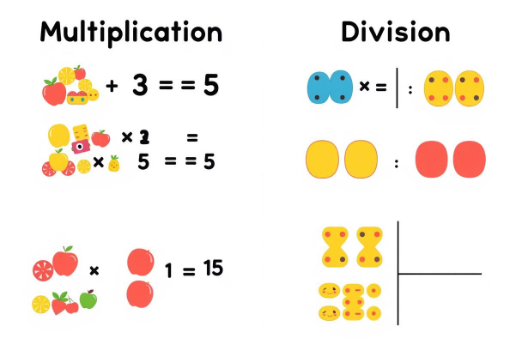 Multiplication
+ 3 = = 5
× =
× 5 = = 5
× 1 = 15
Division
× = | :
: